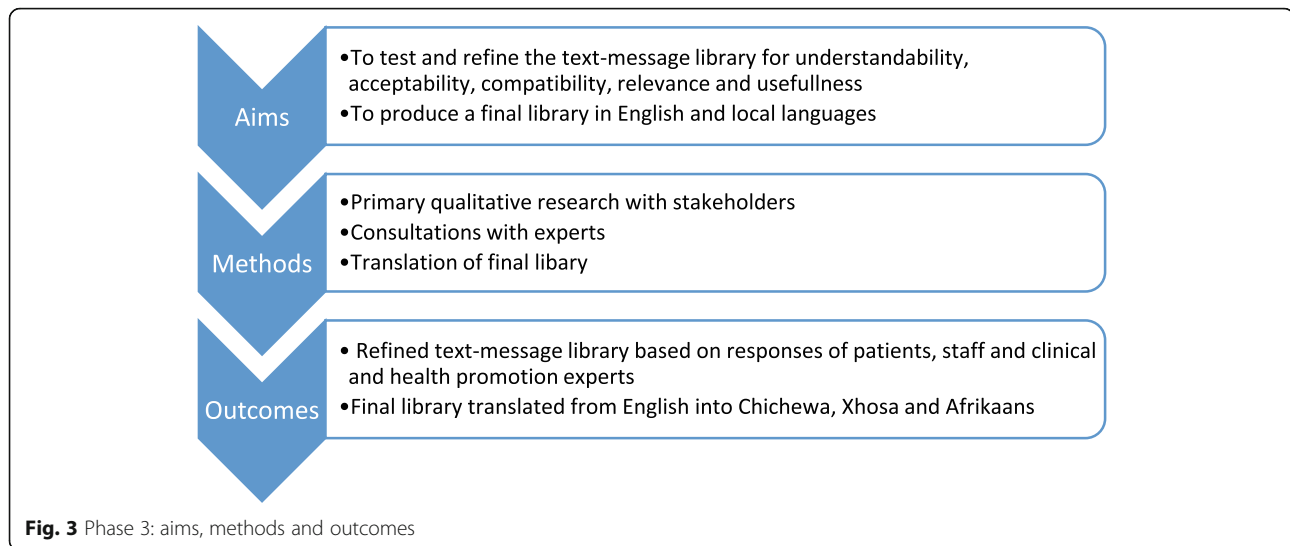 Aims
•To test and refine the text-message library for understandability,
acceptability, compatibility, relevance and usefullness
•To produce a final library in English and local languages
Methods
•Primary qualitative research with stakeholders
•Consultations with experts
•Translation of final libary
Outcomes
• Refined text-message library based on responses of patients, staff and clinical
and health promotion experts
•Final library translated from English into Chichewa, Xhosa and Afrikaans
Fig. 3 Phase 3: aims, methods and outcomes